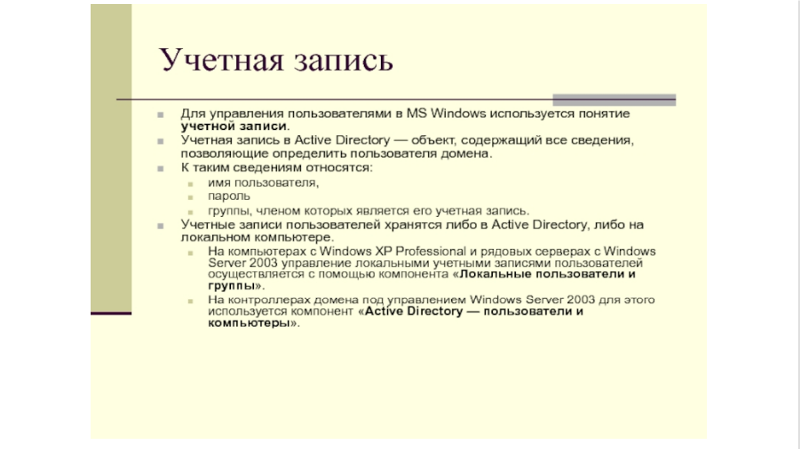 Учетная запись
Для управления пользователями в MS Windows используется понятие
учетной записи.
Учетная запись в Active Directory — объект, содержащий все сведения,
позволяющие определить пользователя домена.
К таким сведениям относятся:
имя пользователя,
пароль
группы, членом которых является его учетная запись.
Учетные записи пользователей хранятся либо в Active Directory, либо на
локальном компьютере.
На компьютерах с Windows XP Professional и рядовых серверах с Windows
Server 2003 управление локальными учетными записями пользователей
осуществляется с помощью компонента «Локальные пользователи и
группы».
На контроллерах домена под управлением Windows Server 2003 для этого
используется компонент «Active Directory — пользователи и
компьютеры».